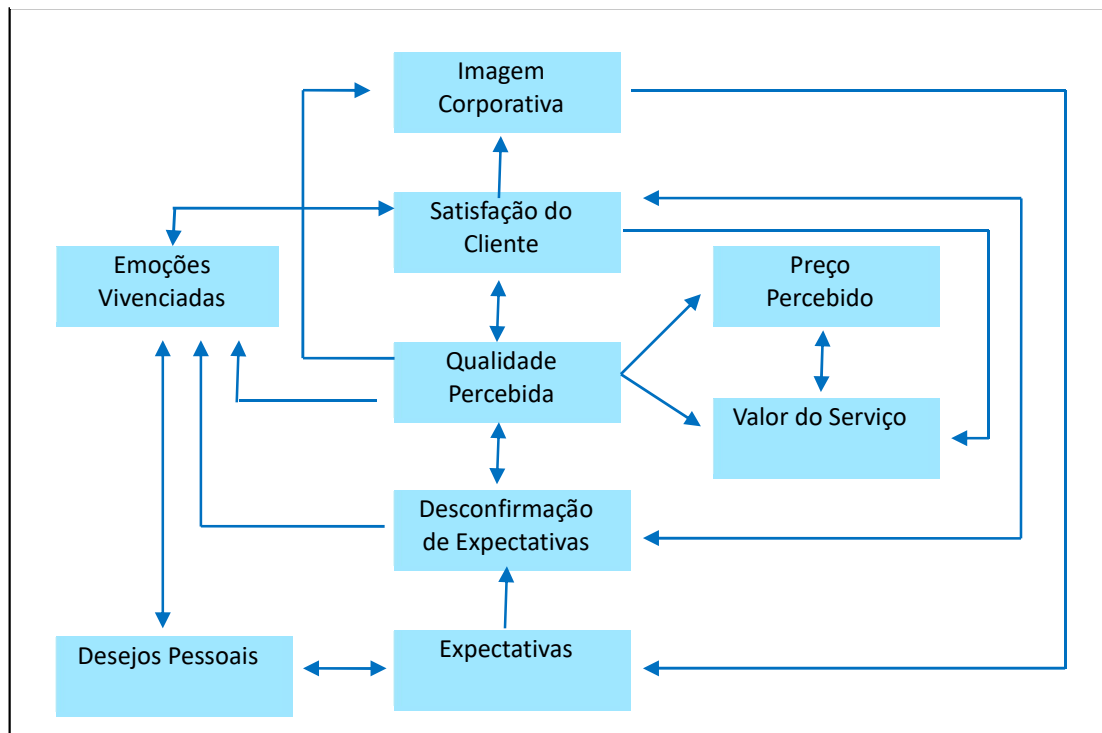 Imagem
Corporativa
Satisfação do
Cliente
Emoções
Vivenciadas
Preço
Percebido
Qualidade
Percebida
Valor do Serviço
Desconfirmação
de Expectativas
Desejos Pessoais
Expectativas